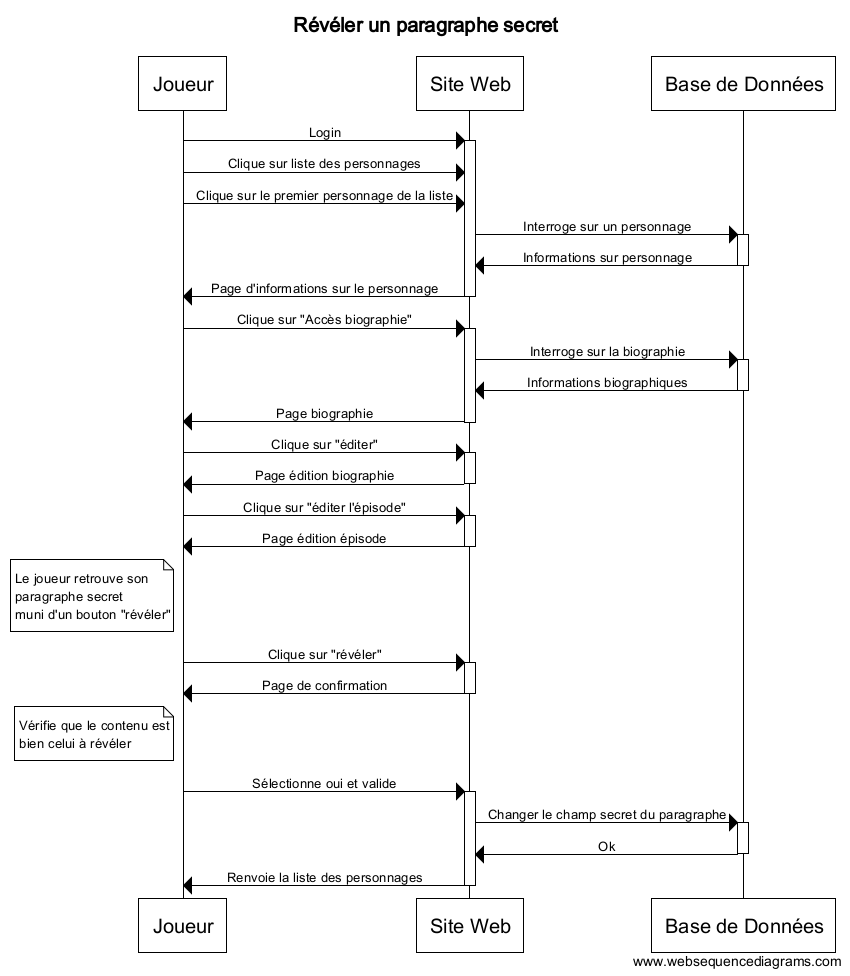 Révéler un paragraphe secret
Joueur
Site Web
Base de Données
Login
Clique sur liste des personnages
Clique sur le premier personnage de la liste
Interroge sur un personnage
Informations sur personnage
Page d'informations sur le personnage
Clique sur "Accès biographie"
Interroge sur la biographie
Informations biographiques
Page biographie
Clique sur "éditer"
Page édition biographie
Clique sur "éditer l'épisode"
Page édition épisode
Le joueur retrouve son
paragraphe secret
muni d'un bouton "révéler"
Clique sur "révéler"
Page de confirmation
Vérifie que le contenu est
bien celui à révéler
Sélectionne oui et valide
Changer le champ secret du paragraphe
Ok
Renvoie la liste des personnages
Joueur
Site Web
Base de Données
www.websequencediagrams.com